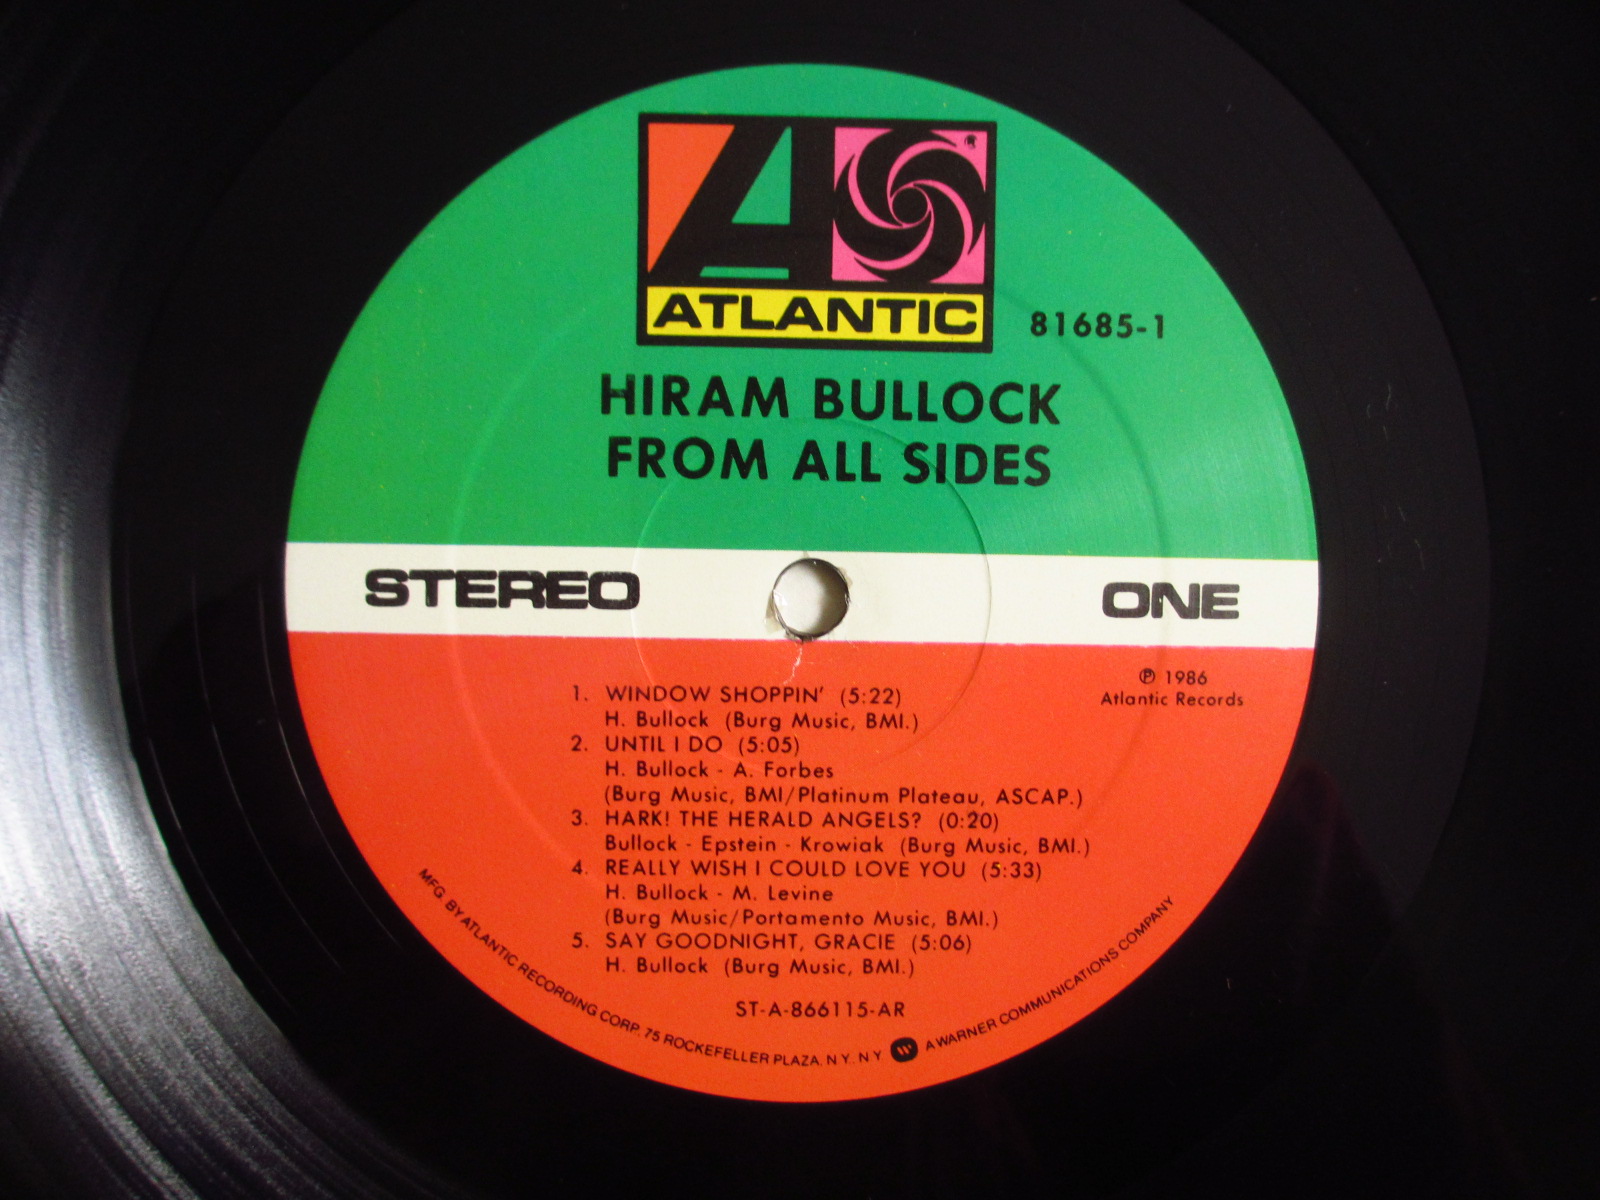 ATLANTIC
81685-1
HIRAM BULLOCK
FROM ALL SIDES
STEREO
ONE
℗ 1986
Atlantic Records
1. WINDOW SHOPPIN' (5:22)
H. Bullock (Burg Music, BMI.)
2. UNTIL I DO (5:05)
H. Bullock - A. Forbes
(Burg Music, BMI/Platinum Plateau, ASCAP.)
3. HARK! THE HERALD ANGELS? (0:20)
Bullock - Epstein - Krowiak (Burg Music, BMI.)
4. REALLY WISH I COULD LOVE YOU (5:33)
H. Bullock - M. Levine
(Burg Music/Portamento Music, BMI.)
5. SAY GOODNIGHT, GRACIE (5:06)
H. Bullock (Burg Music, BMI.)
ST-A-866115-AR
MFG. BY ATLANTIC RECORDING CORP. 75 ROCKEFELLER PLAZA. N.Y. N.Y. A WARNER COMMUNICATIONS COMPANY